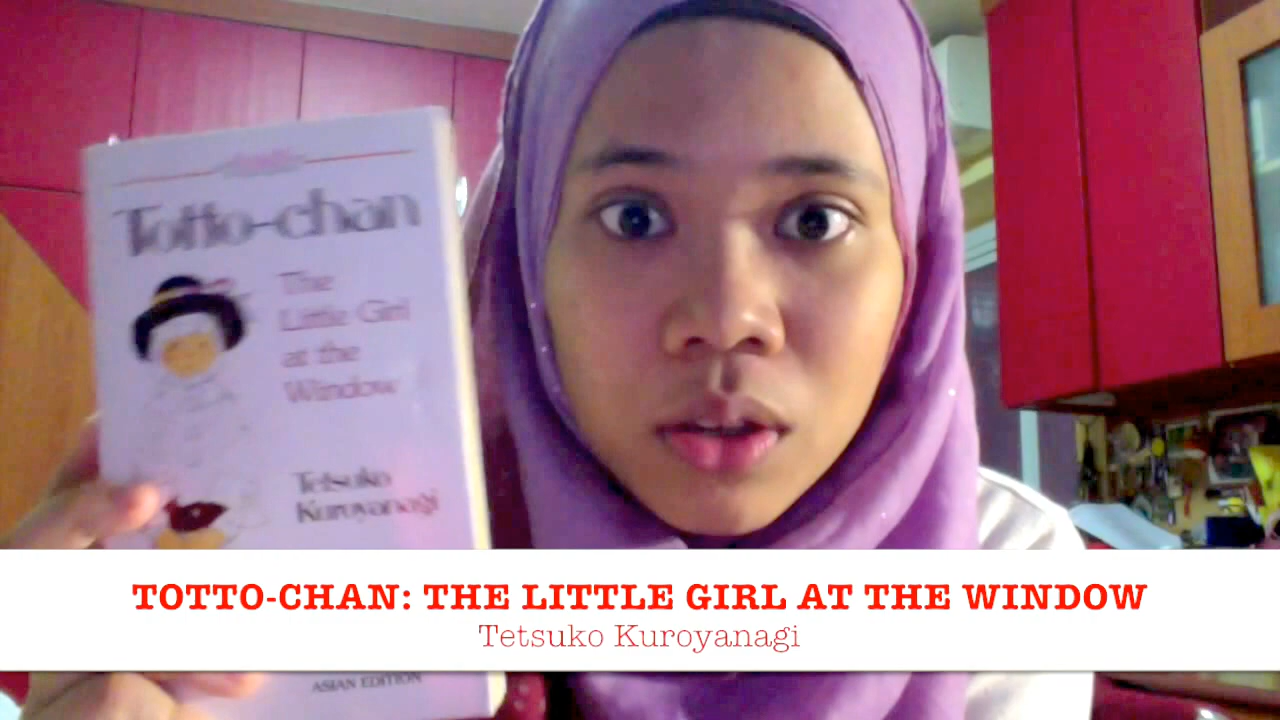 Totto-chan
The
Little Girl
at the
Window
Tetsuko
Kuroyanagi
TOTTO-CHAN: THE LITTLE GIRL AT THE WINDOW
Tetsuko Kuroyanagi
ASIAN EDITION